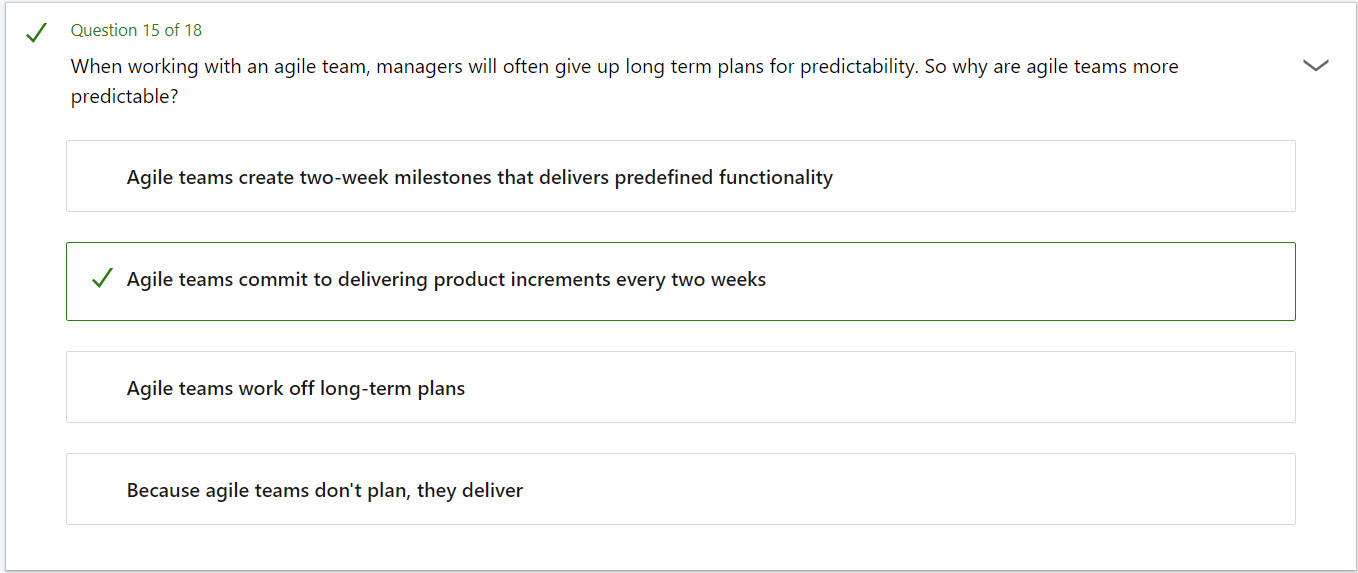 Question 15 of 18
When working with an agile team, managers will often give up long term plans for predictability. So why are agile teams more
predictable?
Agile teams create two-week milestones that delivers predefined functionality
Agile teams commit to delivering product increments every two weeks
Agile teams work off long-term plans
Because agile teams don't plan, they deliver